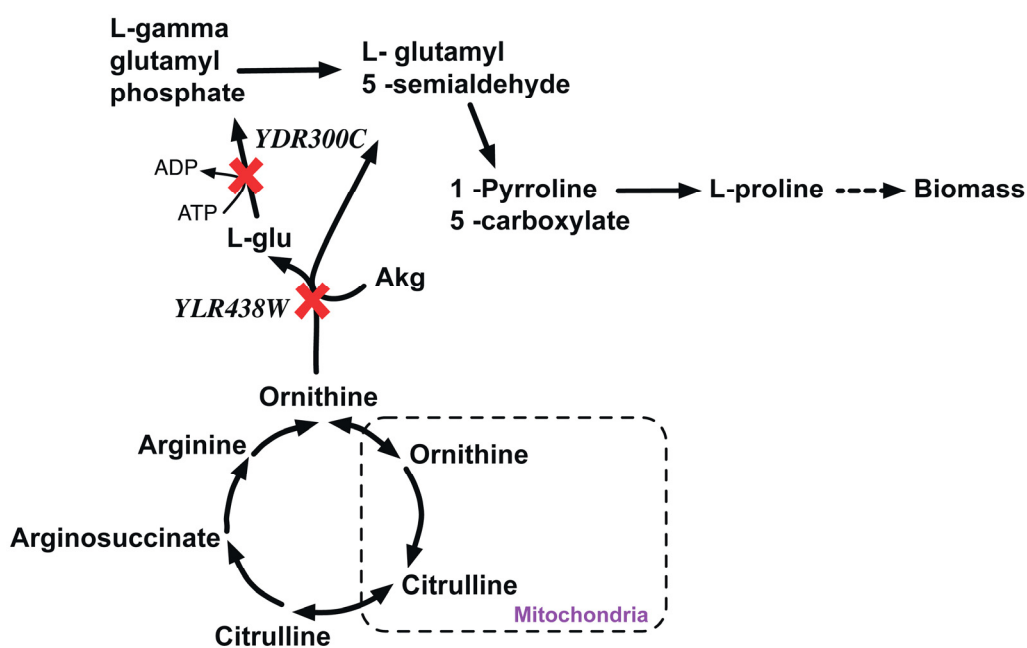 L-gamma
glutamyl
phosphate
L- glutamyl
5 -semialdehyde
YDR300C
ADP
ATP
1 -Pyrroline
5 -carboxylate
L-proline
Biomass
L-glu
Akg
YLR438W
Ornithine
Arginine
Ornithine
Arginosuccinate
Citrulline
Mitochondria
Citrulline